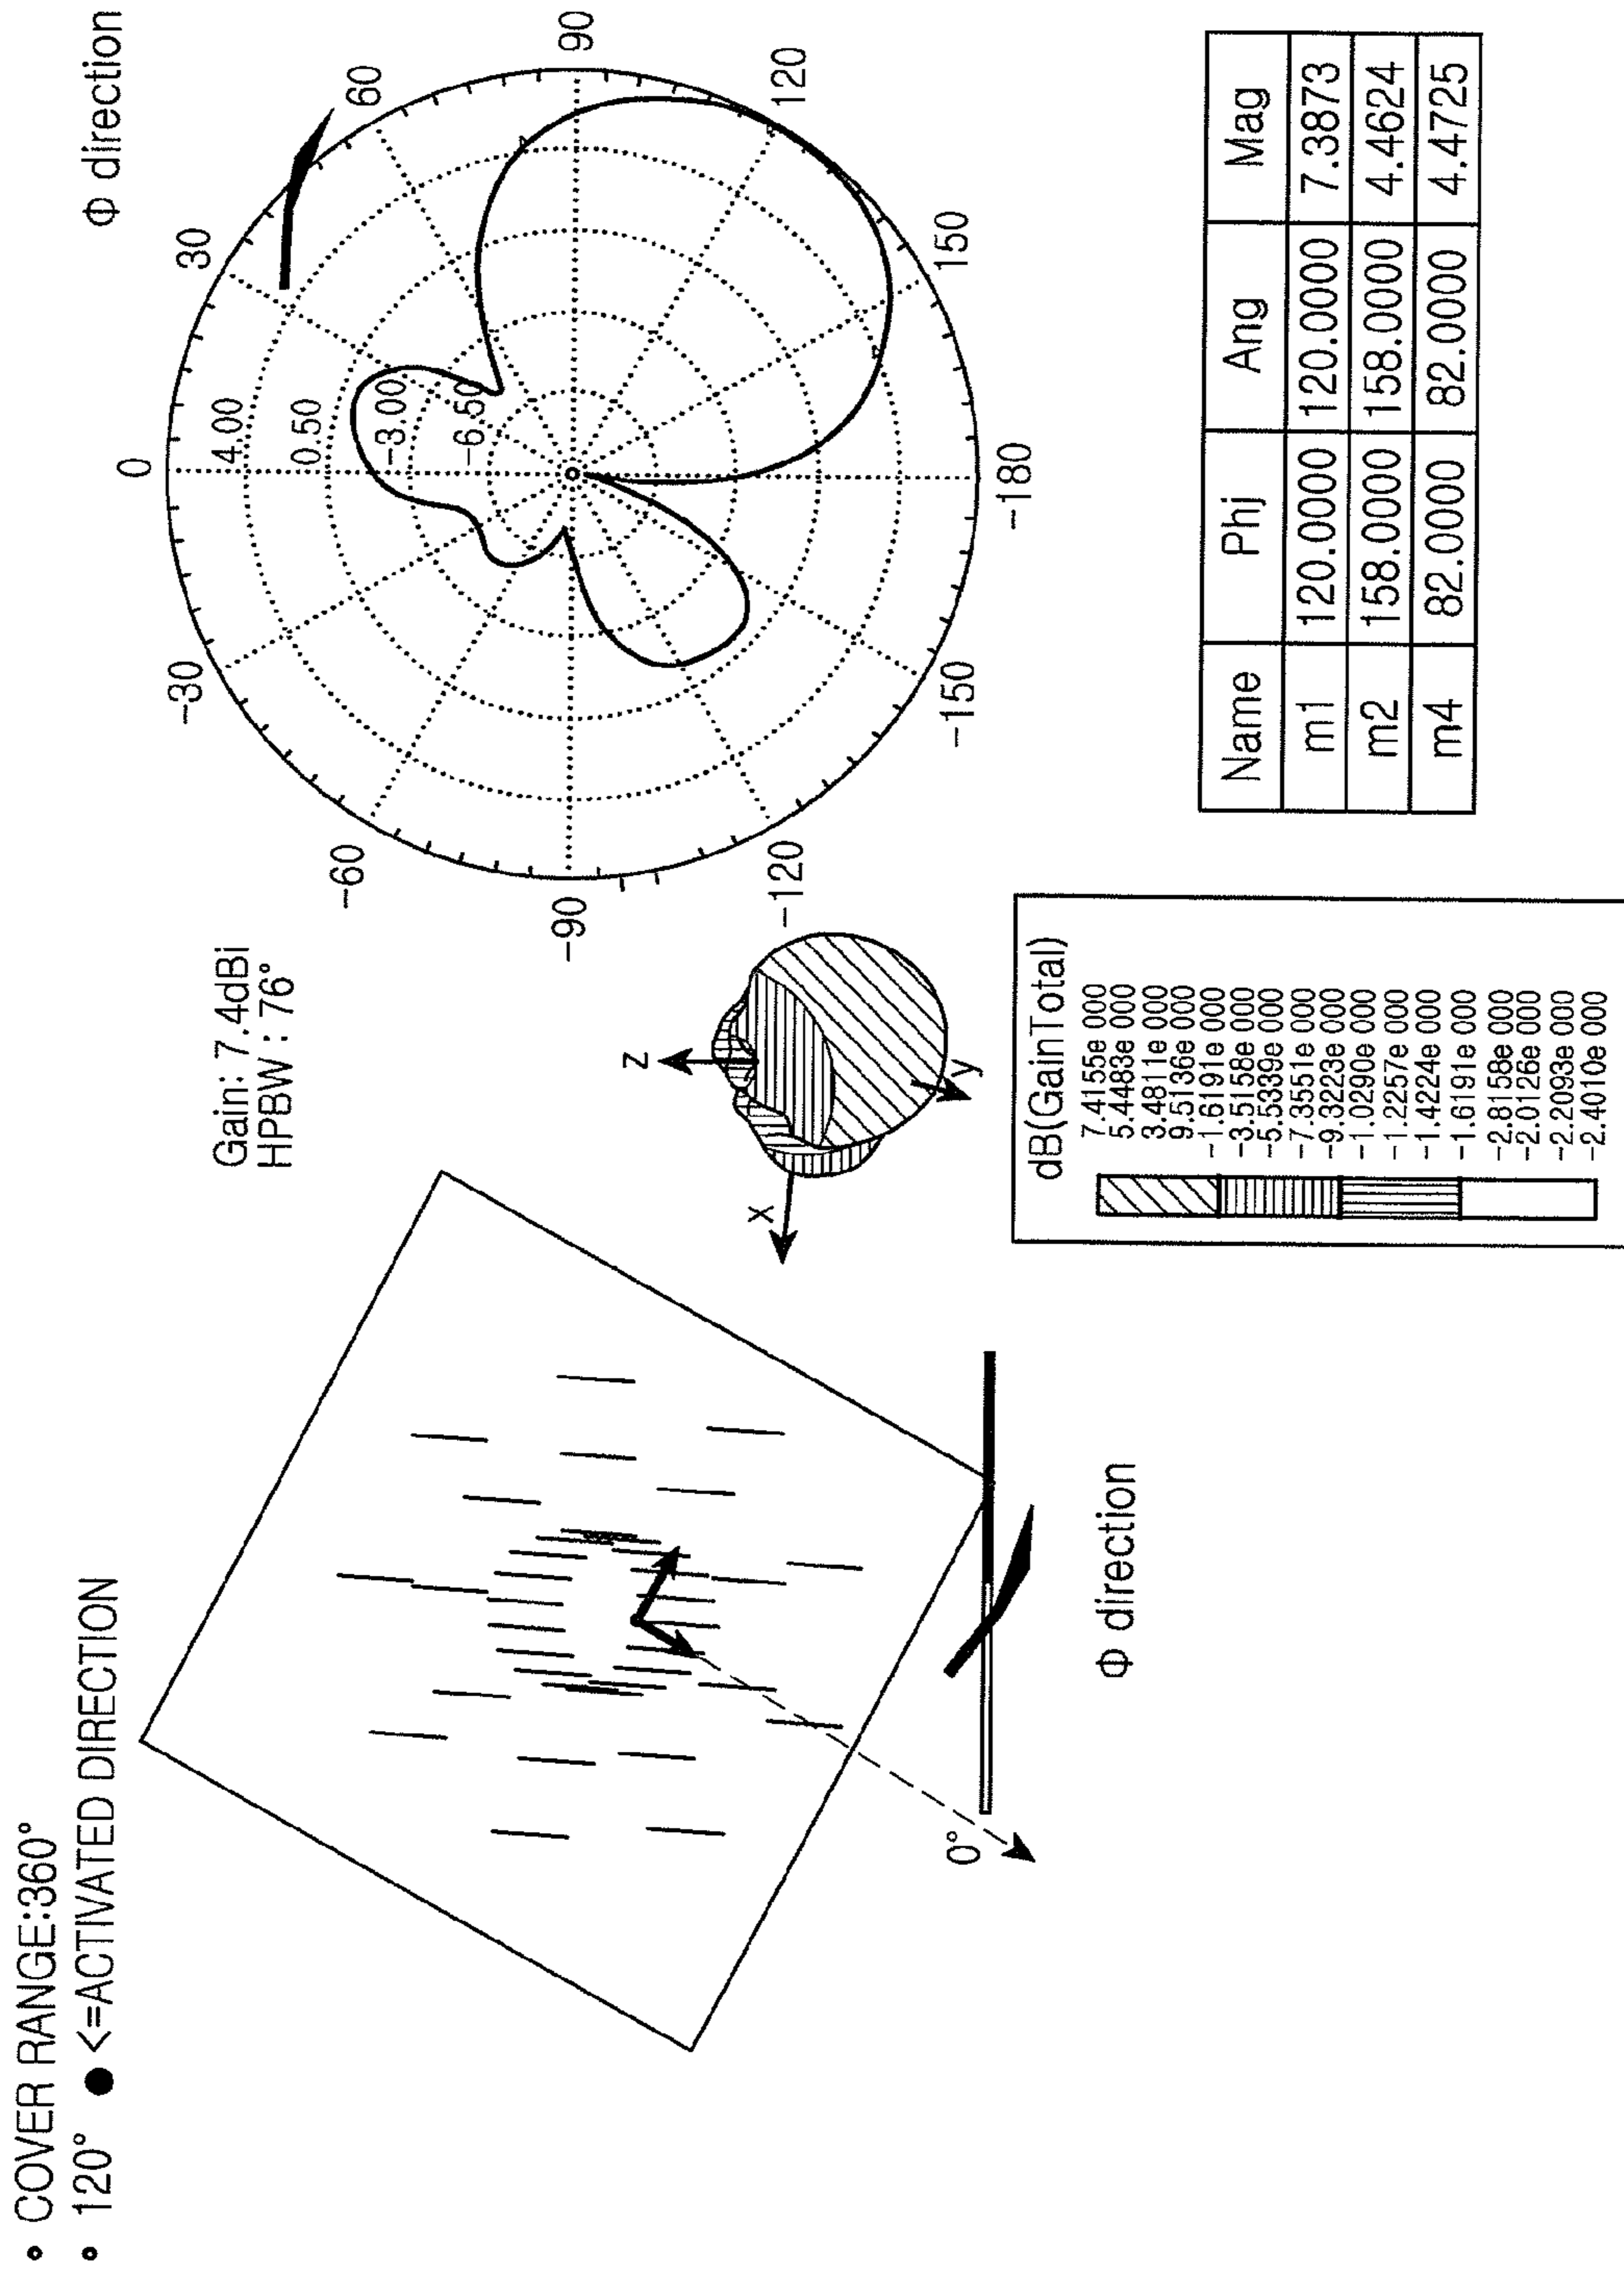 • COVER RANGE:360°
• 120° ● <=ACTIVATED DIRECTION
0°
Φ direction
Gain: 7.4dBi
HPBW : 76°
x
z
y
dB(GainTotal)
7.4155e 000
5.4483e 000
3.4811e 000
9.5136e 000
-1.6191e 000
-3.5158e 000
-5.5339e 000
-7.3551e 000
-9.3223e 000
-1.0290e 000
-1.2257e 000
-1.4224e 000
-1.6191e 000
-2.8158e 000
-2.0126e 000
-2.2093e 000
-2.4010e 000
Φ direction
0
30
60
90
120
150
-180
-150
-120
-90
-60
-30
4.00
0.50
-3.00
-6.50
Name Phj Ang Mag
m1 120.0000 120.0000 7.3873
m2 158.0000 158.0000 4.4624
m4 82.0000 82.0000 4.4725